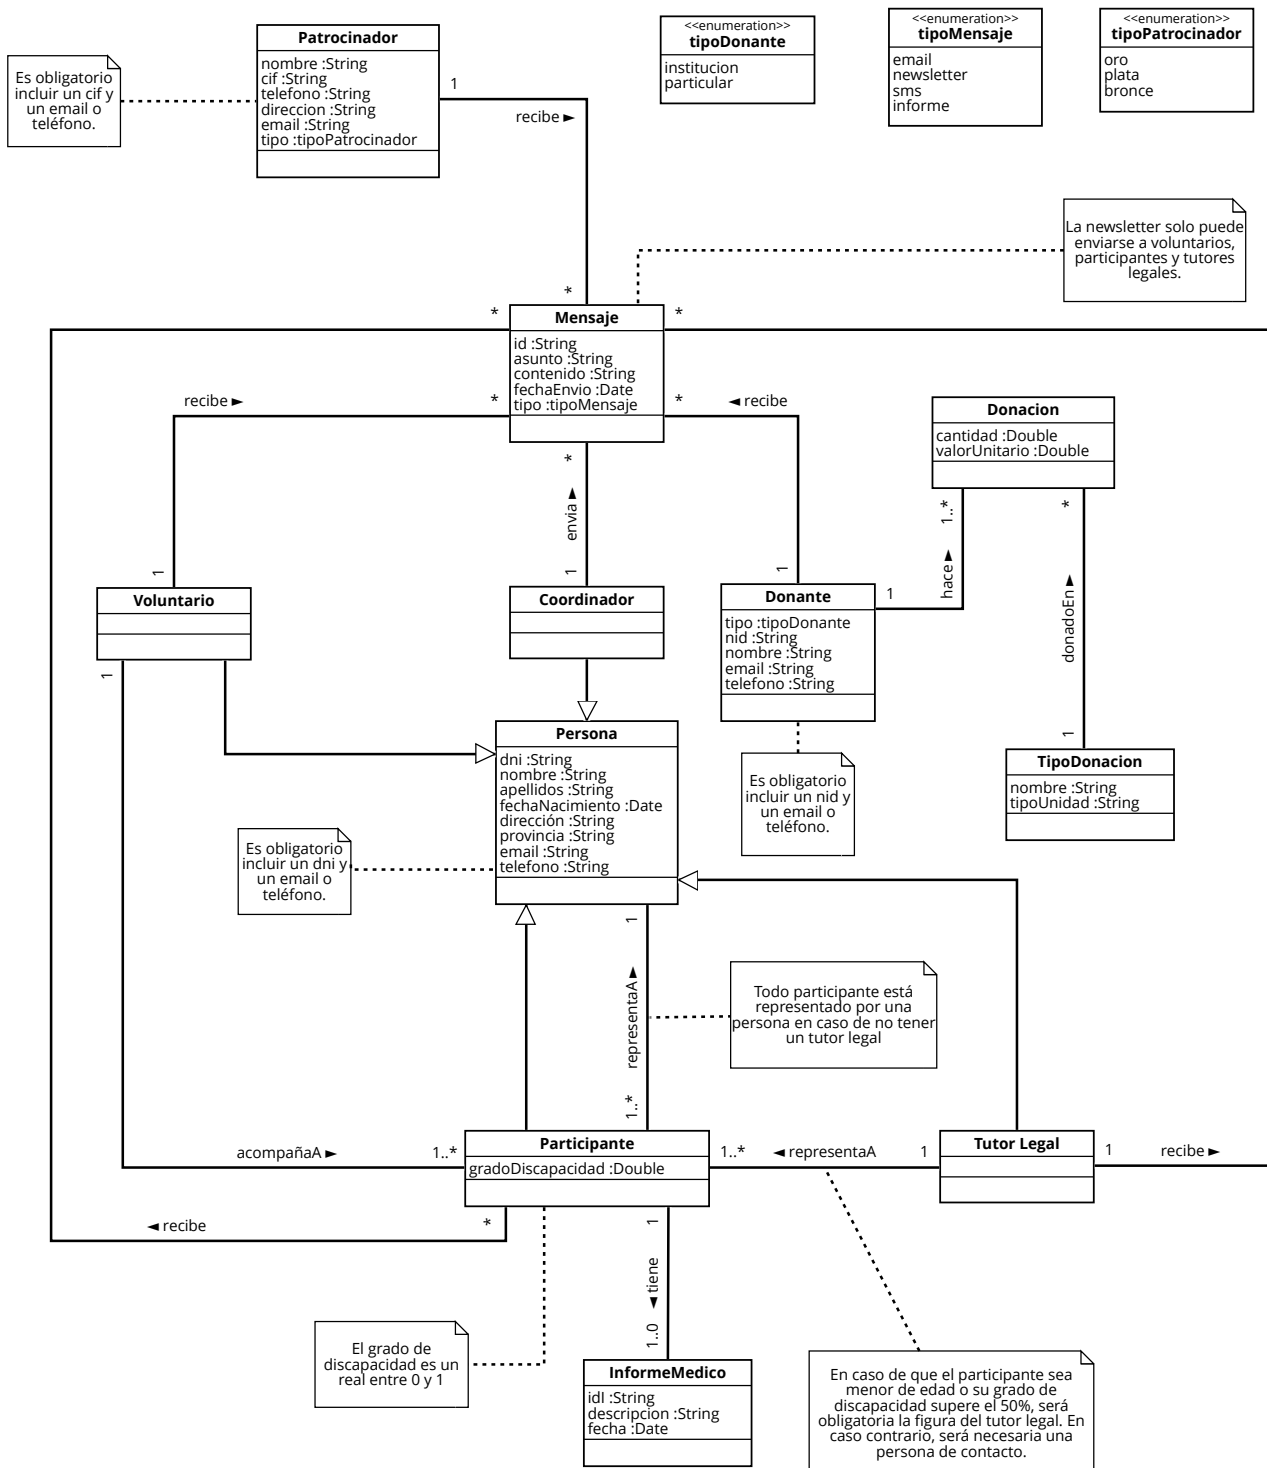 Patrocinador
nombre :String
cif :String
telefono :String
direccion :String
email :String
tipo :tipoPatrocinador
Es obligatorio
incluir un cif y
un email o
teléfono.
1
recibe ►
*
<<enumeration>>
tipoDonante
institucion
particular
<<enumeration>>
tipoMensaje
email
newsletter
sms
informe
<<enumeration>>
tipoPatrocinador
oro
plata
bronce
La newsletter solo puede
enviarse a voluntarios,
participantes y tutores
legales.
*
*
Mensaje
id :String
asunto :String
contenido :String
fechaEnvio :Date
tipo :tipoMensaje
recibe ►
*
*
◄ recibe
*
envia ►
1
1
1
Donacion
cantidad :Double
valorUnitario :Double
1..*
*
hace ►
1
donadoEn ►
1
Voluntario
1
Coordinador
Donante
tipo :tipoDonante
nid :String
nombre :String
email :String
telefono :String
Es obligatorio
incluir un nid y
un email o
teléfono.
TipoDonacion
nombre :String
tipoUnidad :String
Persona
dni :String
nombre :String
apellidos :String
fechaNacimiento :Date
dirección :String
provincia :String
email :String
telefono :String
Es obligatorio
incluir un dni y
un email o
teléfono.
1
representaA ►
1..*
Todo participante está
representado por una
persona en caso de no tener
un tutor legal
acompañaA ►
1..*
Participante
gradoDiscapacidad :Double
1..*
◄ representaA
1
Tutor Legal
1
recibe ►
◄ recibe
*
1
◄ tiene
1..0
El grado de
discapacidad es un
real entre 0 y 1
InformeMedico
idI :String
descripcion :String
fecha :Date
En caso de que el participante sea
menor de edad o su grado de
discapacidad supere el 50%, será
obligatoria la figura del tutor legal. En
caso contrario, será necesaria una
persona de contacto.